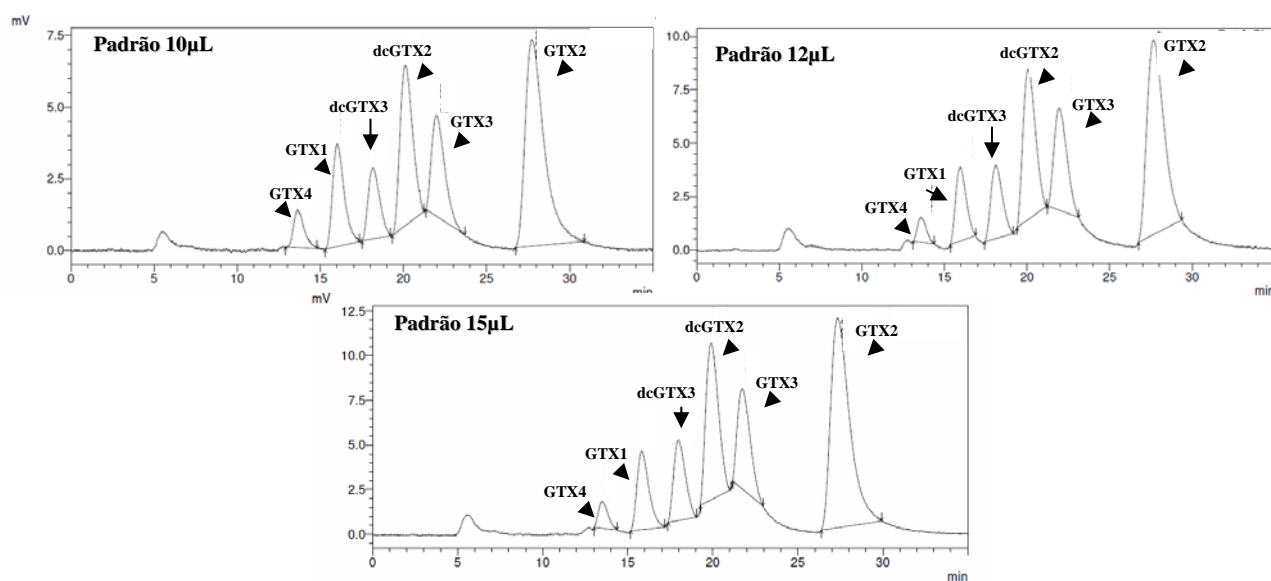 mV
Padrão 10µL
7.5
5.0
2.5
0.0
GTX4
GTX1
dcGTX3
dcGTX2
GTX3
GTX2
0 5 10 15 20 25 30
min
Padrão 12µL
10.0
7.5
5.0
2.5
0.0
GTX4
GTX1
dcGTX3
dcGTX2
GTX3
GTX2
0 5 10 15 20 25 30
min
mV
Padrão 15µL
12.5
10.0
7.5
5.0
2.5
0.0
GTX4
GTX1
dcGTX3
dcGTX2
GTX3
GTX2
0 5 10 15 20 25 30
min